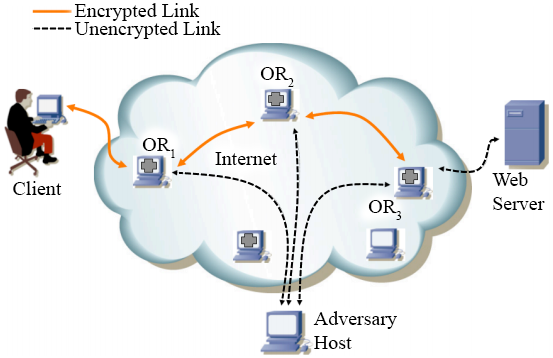 Encrypted Link
Unencrypted Link
OR2
OR1
Internet
Client
Web
Server
OR3
Adversary
Host